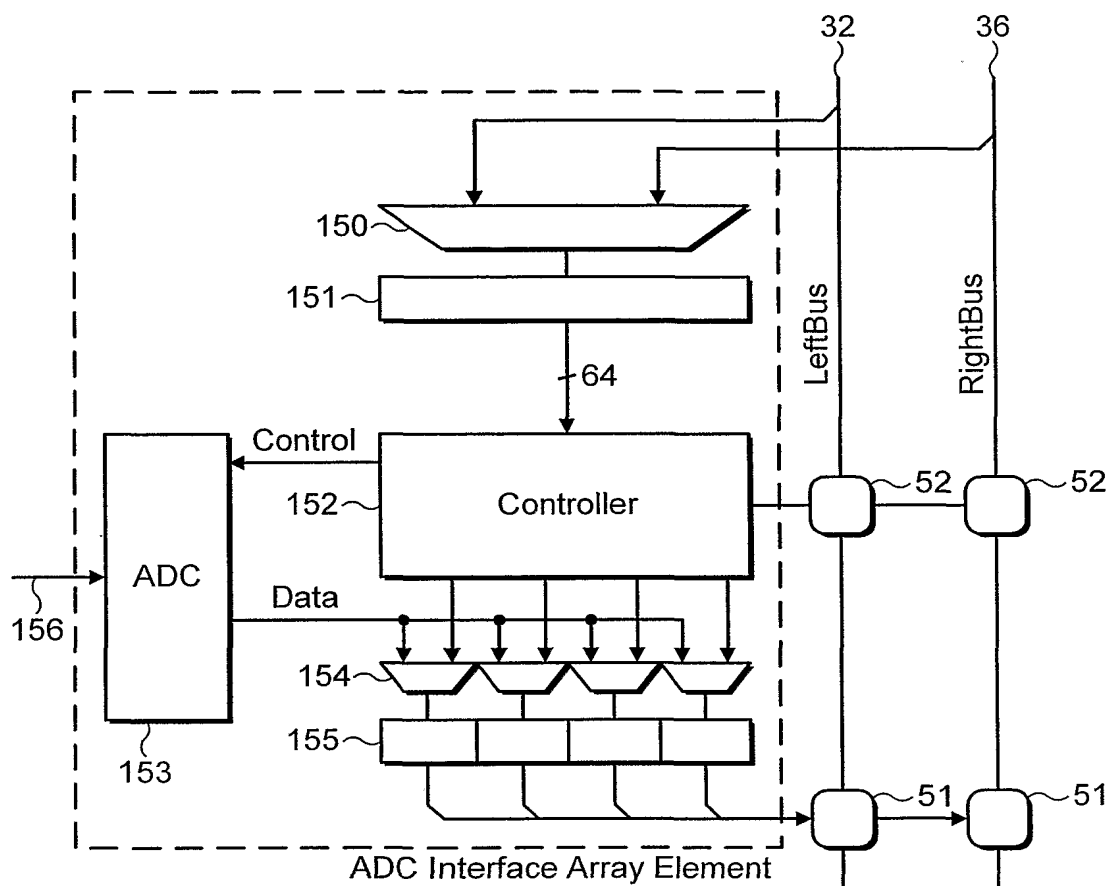 32
36
150
151
LeftBus
RightBus
64
Control
52
52
152
Controller
ADC
Data
156
154
155
153
51
51
ADC Interface Array Element